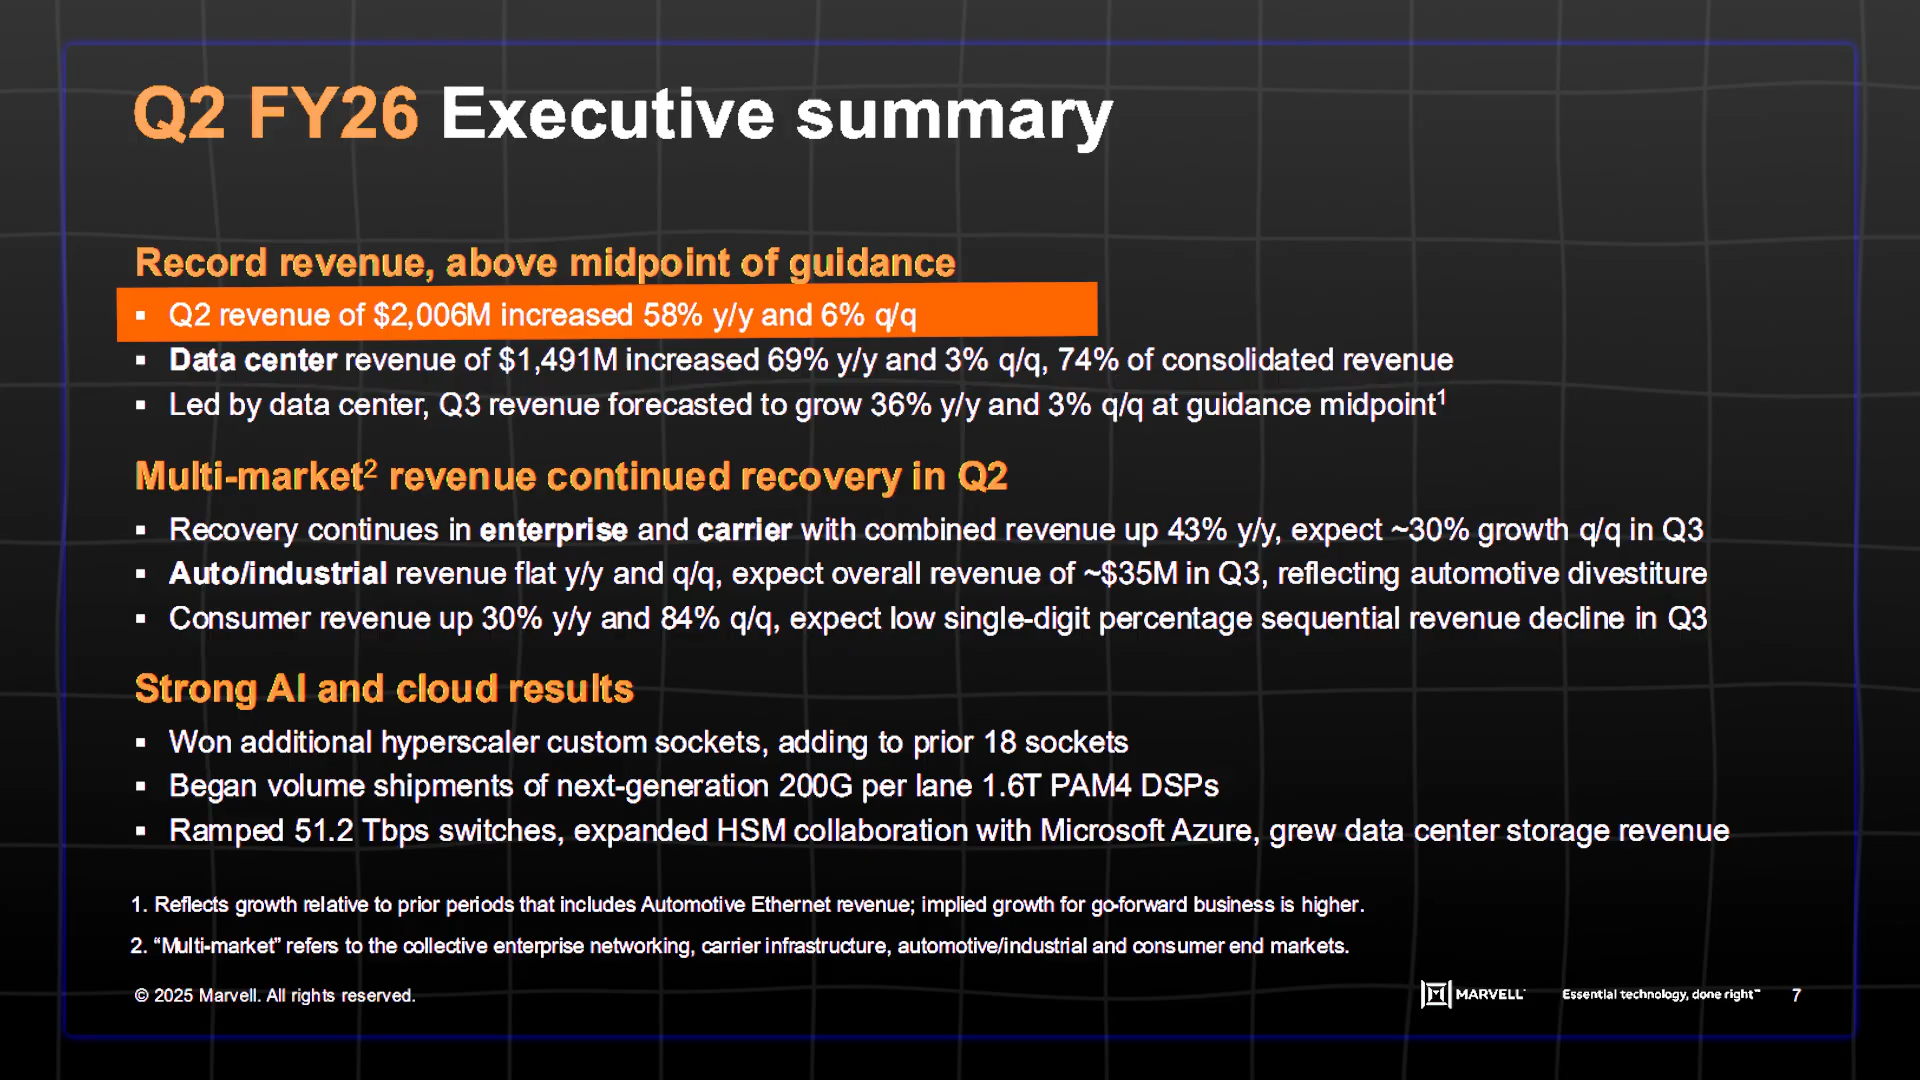 Q2 FY26 Executive summary
Record revenue, above midpoint of guidance
▪ Q2 revenue of $2,006M increased 58% y/y and 6% q/q
▪ Data center revenue of $1,491M increased 69% y/y and 3% q/q, 74% of consolidated revenue
▪ Led by data center, Q3 revenue forecasted to grow 36% y/y and 3% q/q at guidance midpoint¹
Multi-market² revenue continued recovery in Q2
▪ Recovery continues in enterprise and carrier with combined revenue up 43% y/y, expect ~30% growth q/q in Q3
▪ Auto/industrial revenue flat y/y and q/q, expect overall revenue of ~$35M in Q3, reflecting automotive divestiture
▪ Consumer revenue up 30% y/y and 84% q/q, expect low single-digit percentage sequential revenue decline in Q3
Strong AI and cloud results
▪ Won additional hyperscaler custom sockets, adding to prior 18 sockets
▪ Began volume shipments of next-generation 200G per lane 1.6T PAM4 DSPs
▪ Ramped 51.2 Tbps switches, expanded HSM collaboration with Microsoft Azure, grew data center storage revenue
1. Reflects growth relative to prior periods that includes Automotive Ethernet revenue; implied growth for go-forward business is higher.
2. “Multi-market” refers to the collective enterprise networking, carrier infrastructure, automotive/industrial and consumer end markets.
© 2025 Marvell. All rights reserved.
MARVELL Essential technology, done right™ 7